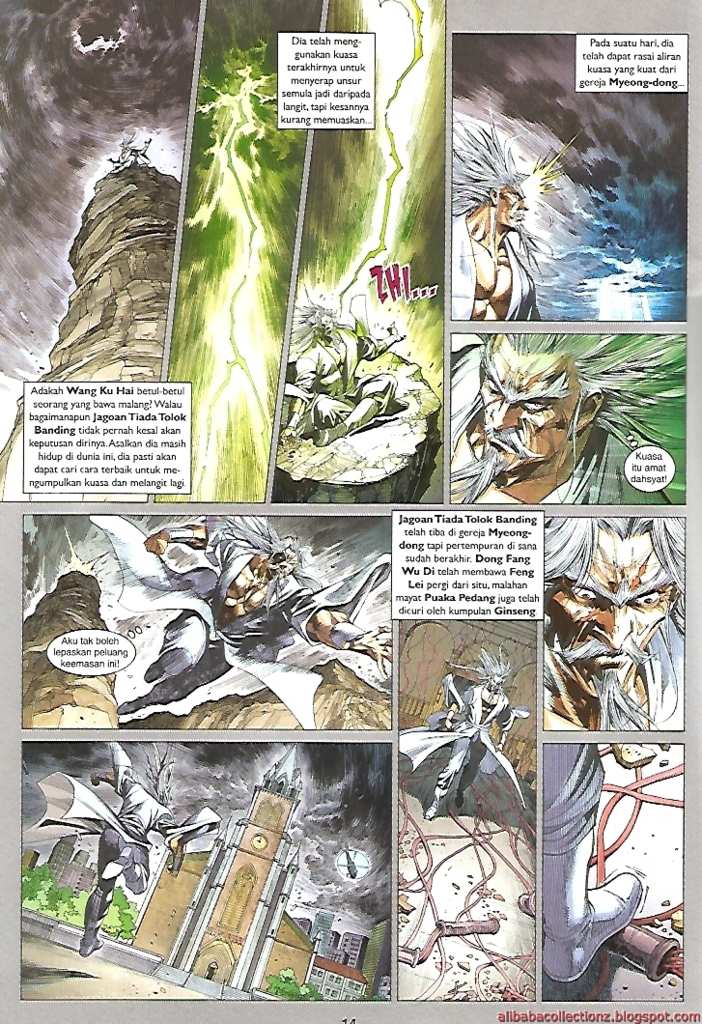 Adakah Wang Ku Hai betul-betul
seorang yang bawa malang? Walau
bagaimanapun Jagoan Tiada Tolok
Banding tidak pernah kesal akan
keputusan dirinya. Asalkan dia masih
hidup di dunia ini, dia pasti akan
dapat cari cara terbaik untuk me-
ngumpulkan kuasa dan melangit lagi.
Dia telah meng-
gunakan kuasa
terakhirnya untuk
menyerap unsur
semula jadi daripada
langit, tapi kesannya
kurang memuaskan...
ZHI...
Pada suatu hari, dia
telah dapat rasai aliran
kuasa yang kuat dari
gereja Myeong-dong...
Kuasa
itu amat
dahsyat!
Aku tak boleh
lepaskan peluang
keemasan ini!
Jagoan Tiada Tolok Banding
telah tiba di gereja Myeong-
dong tapi pertempuran di sana
sudah berakhir. Dong Fang
Wu Di telah membawa Feng
Lei pergi dari situ, malahan
mayat Puaka Pedang juga telah
dicuri oleh kumpulan Ginseng
14
alibabacollectionz.blogspot.com